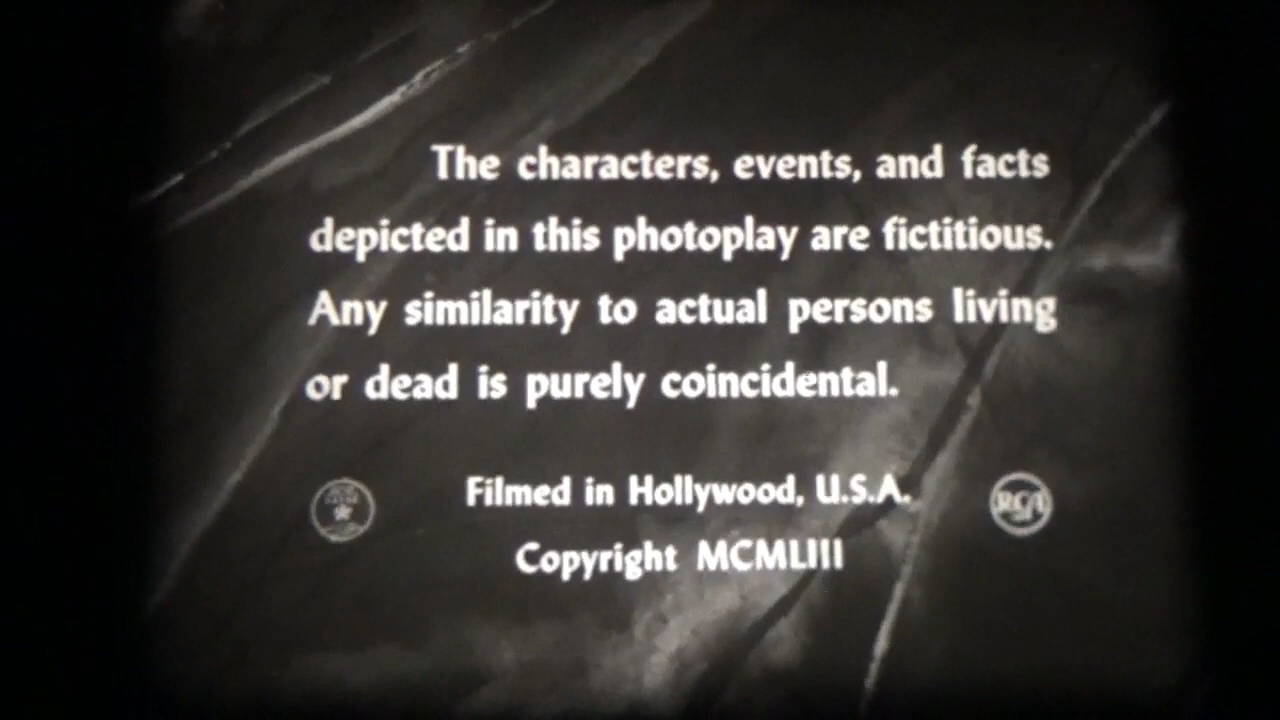 The characters, events, and facts
depicted in this photoplay are fictitious.
Any similarity to actual persons living
or dead is purely coincidental.
Filmed in Hollywood, U.S.A.
RCA
Copyright MCMLIII